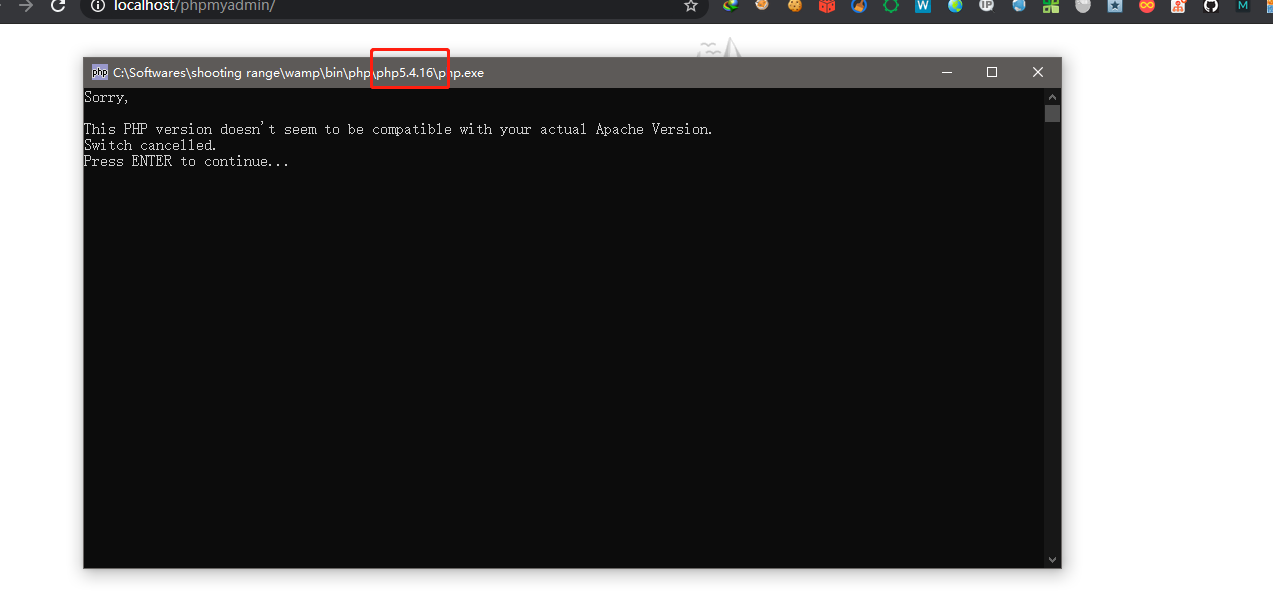 localhost/phpmyadmin/
W
IP
M
php C:\Softwares\shooting range\wamp\bin\php\php5.4.16\php.exe
Sorry,
This PHP version doesn't seem to be compatible with your actual Apache Version.
Switch cancelled.
Press ENTER to continue...